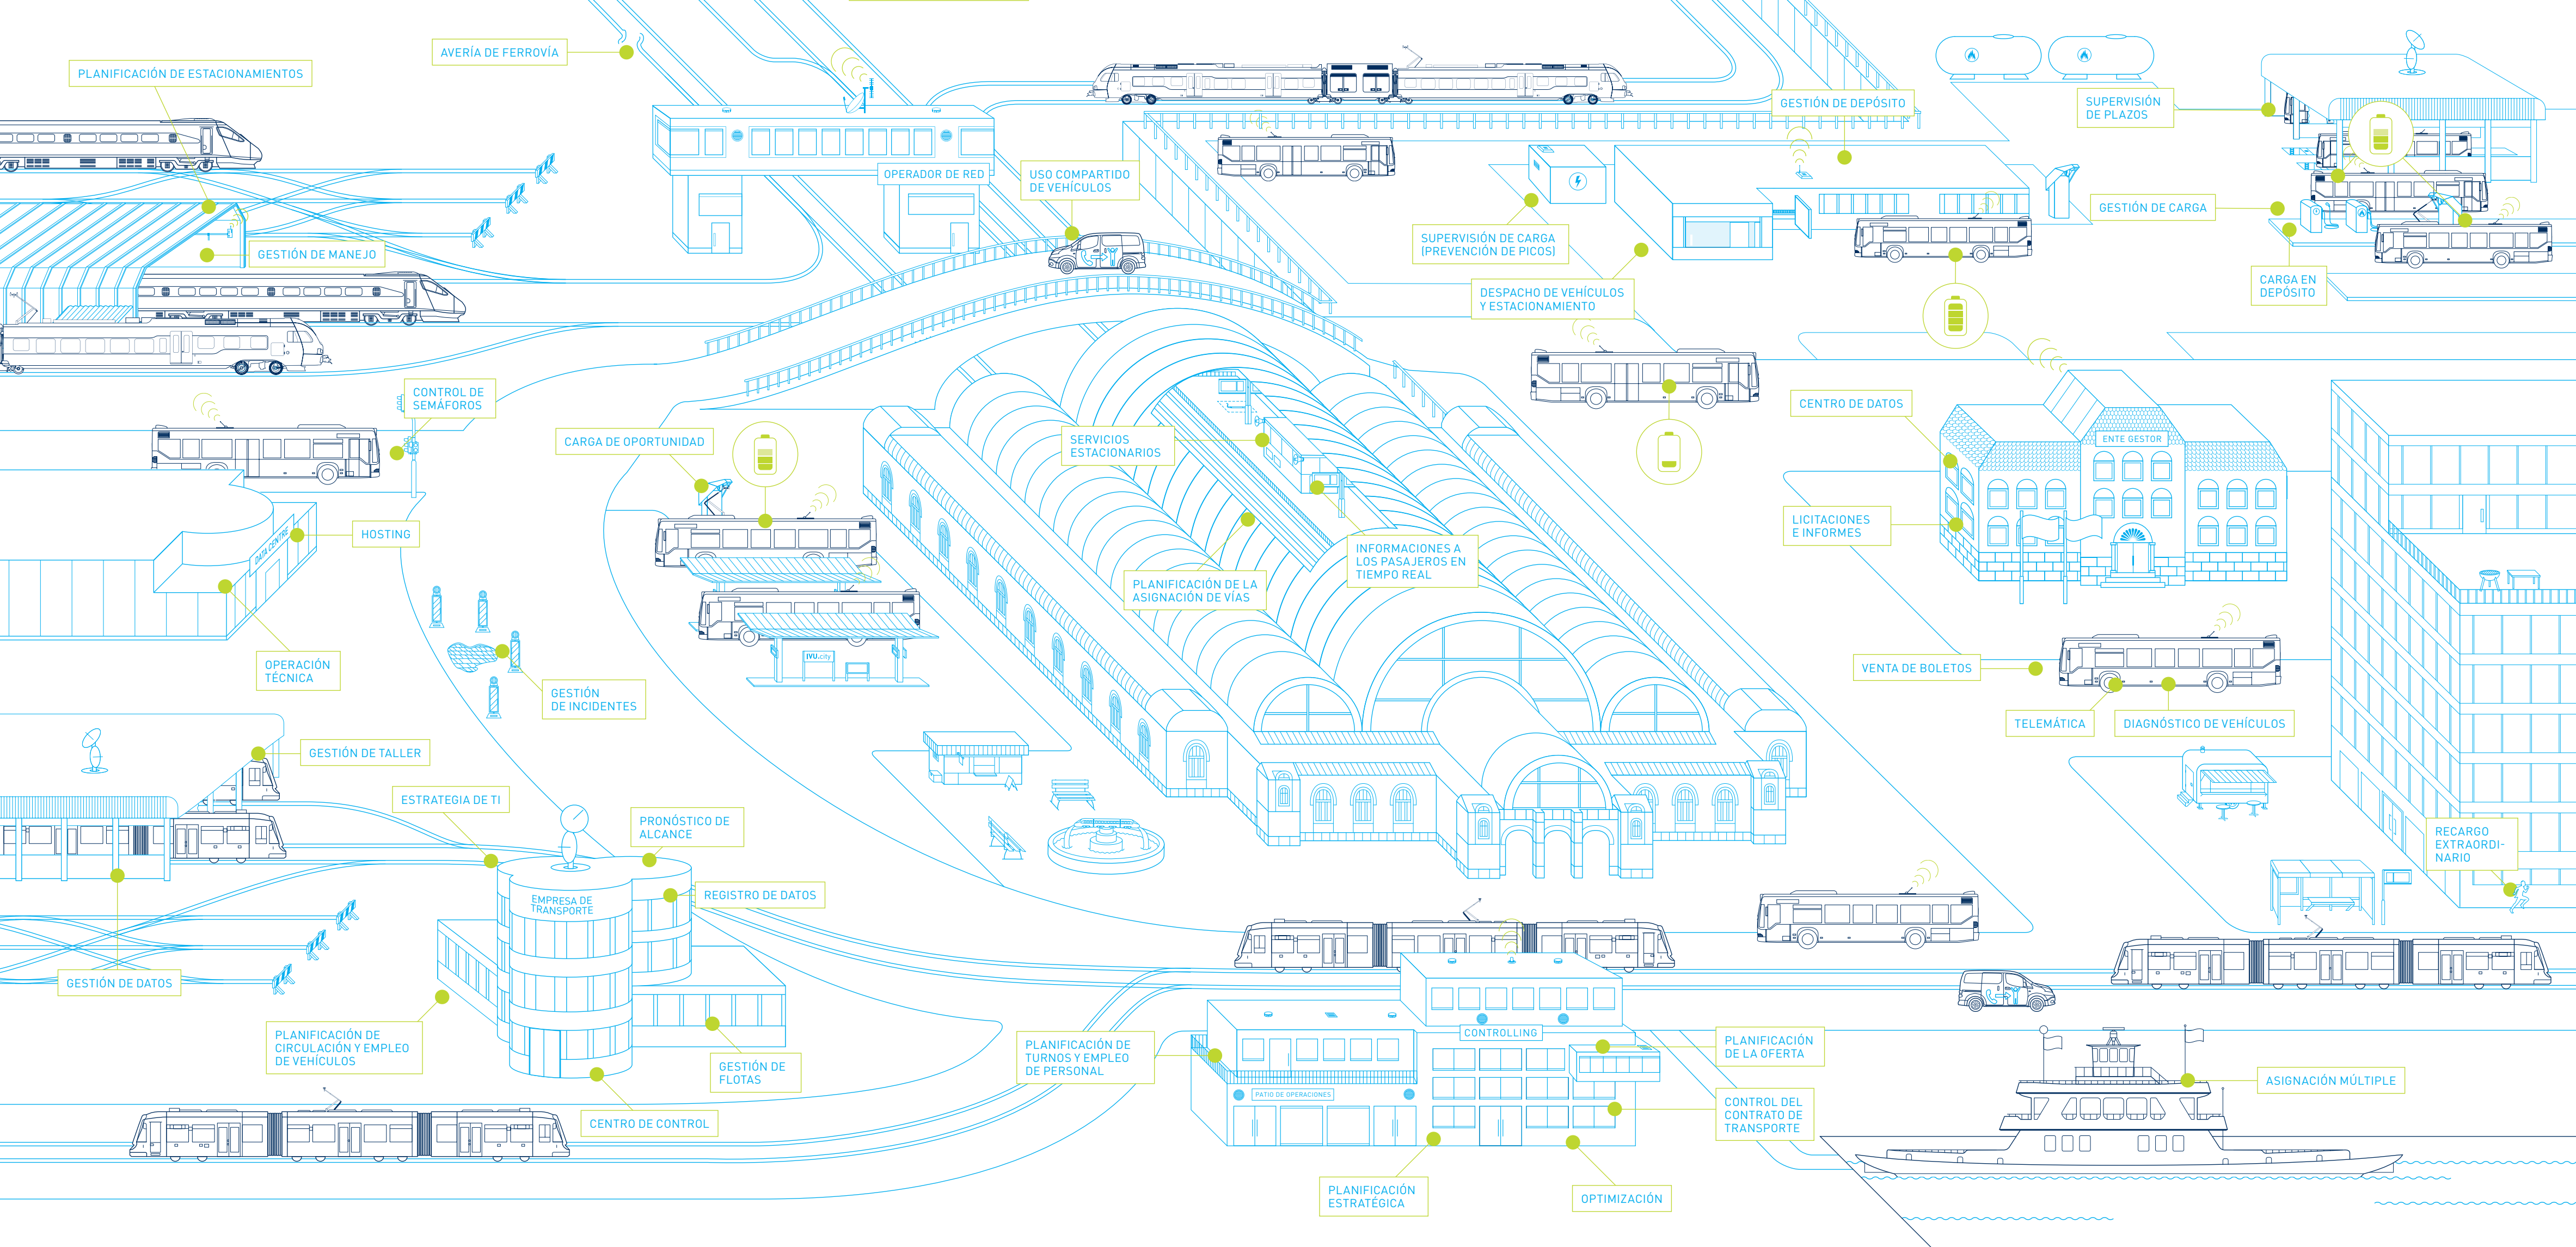 AVERÍA DE FERROVÍA
PLANIFICACIÓN DE ESTACIONAMIENTOS
GESTIÓN DE MANEJO
OPERADOR DE RED
USO COMPARTIDO
DE VEHÍCULOS
GESTIÓN DE DEPÓSITO
SUPERVISIÓN
DE PLAZOS
SUPERVISIÓN DE CARGA
(PREVENCIÓN DE PICOS)
GESTIÓN DE CARGA
DESPACHO DE VEHÍCULOS
Y ESTACIONAMIENTO
CARGA EN
DEPÓSITO
CONTROL DE
SEMÁFOROS
CARGA DE OPORTUNIDAD
SERVICIOS
ESTACIONARIOS
CENTRO DE DATOS
ENTE GESTOR
HOSTING
DATA CENTRE
LICITACIONES
E INFORMES
INFORMACIONES A
LOS PASAJEROS EN
TIEMPO REAL
PLANIFICACIÓN DE LA
ASIGNACIÓN DE VÍAS
OPERACIÓN
TÉCNICA
IVU.city
GESTIÓN
DE INCIDENTES
VENTA DE BOLETOS
TELEMÁTICA
DIAGNÓSTICO DE VEHÍCULOS
GESTIÓN DE TALLER
ESTRATEGIA DE TI
PRONÓSTICO DE
ALCANCE
RECARGO
EXTRAORDI-
NARIO
REGISTRO DE DATOS
EMPRESA DE
TRANSPORTE
GESTIÓN DE DATOS
PLANIFICACIÓN DE
CIRCULACIÓN Y EMPLEO
DE VEHÍCULOS
GESTIÓN DE
FLOTAS
CENTRO DE CONTROL
PLANIFICACIÓN DE
TURNOS Y EMPLEO
DE PERSONAL
CONTROLLING
PATIO DE OPERACIONES
PLANIFICACIÓN
DE LA OFERTA
CONTROL DEL
CONTRATO DE
TRANSPORTE
ASIGNACIÓN MÚLTIPLE
PLANIFICACIÓN
ESTRATÉGICA
OPTIMIZACIÓN